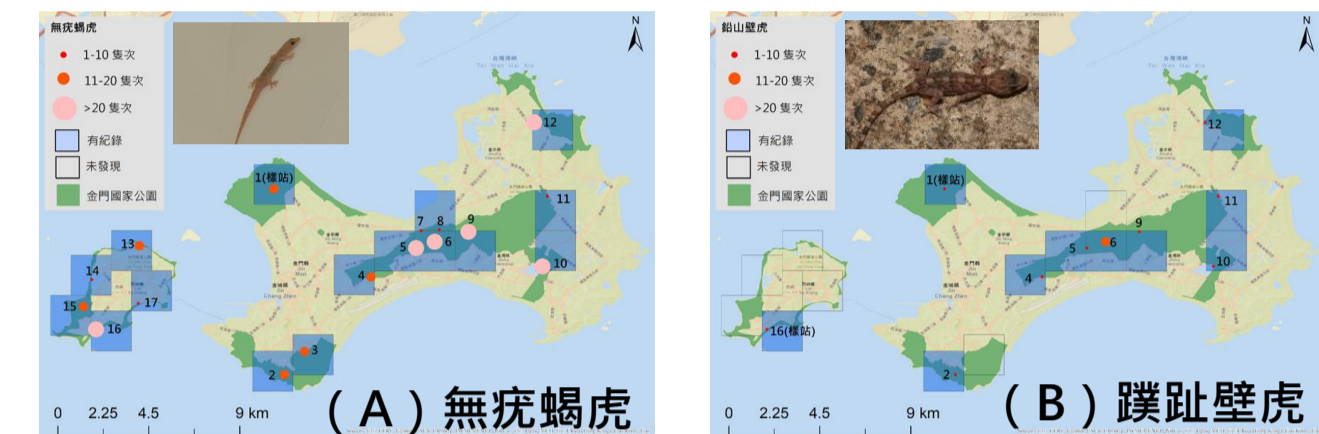 無疣蝎虎
1-10 隻次
11-20 隻次
>20 隻次
有紀錄
未發現
金門國家公園
N
12
1(樣站)
11
7
8
9
5
6
10
13
4
14
15
17
16
3
2
0 2.25 4.5 9 km
(A)無疣蝎虎
鉛山壁虎
1-10 隻次
11-20 隻次
>20 隻次
有紀錄
未發現
金門國家公園
N
12
1(樣站)
11
9
5
6
10
4
16(樣站)
2
0 2.25 4.5 9 km
(B)蹼趾壁虎